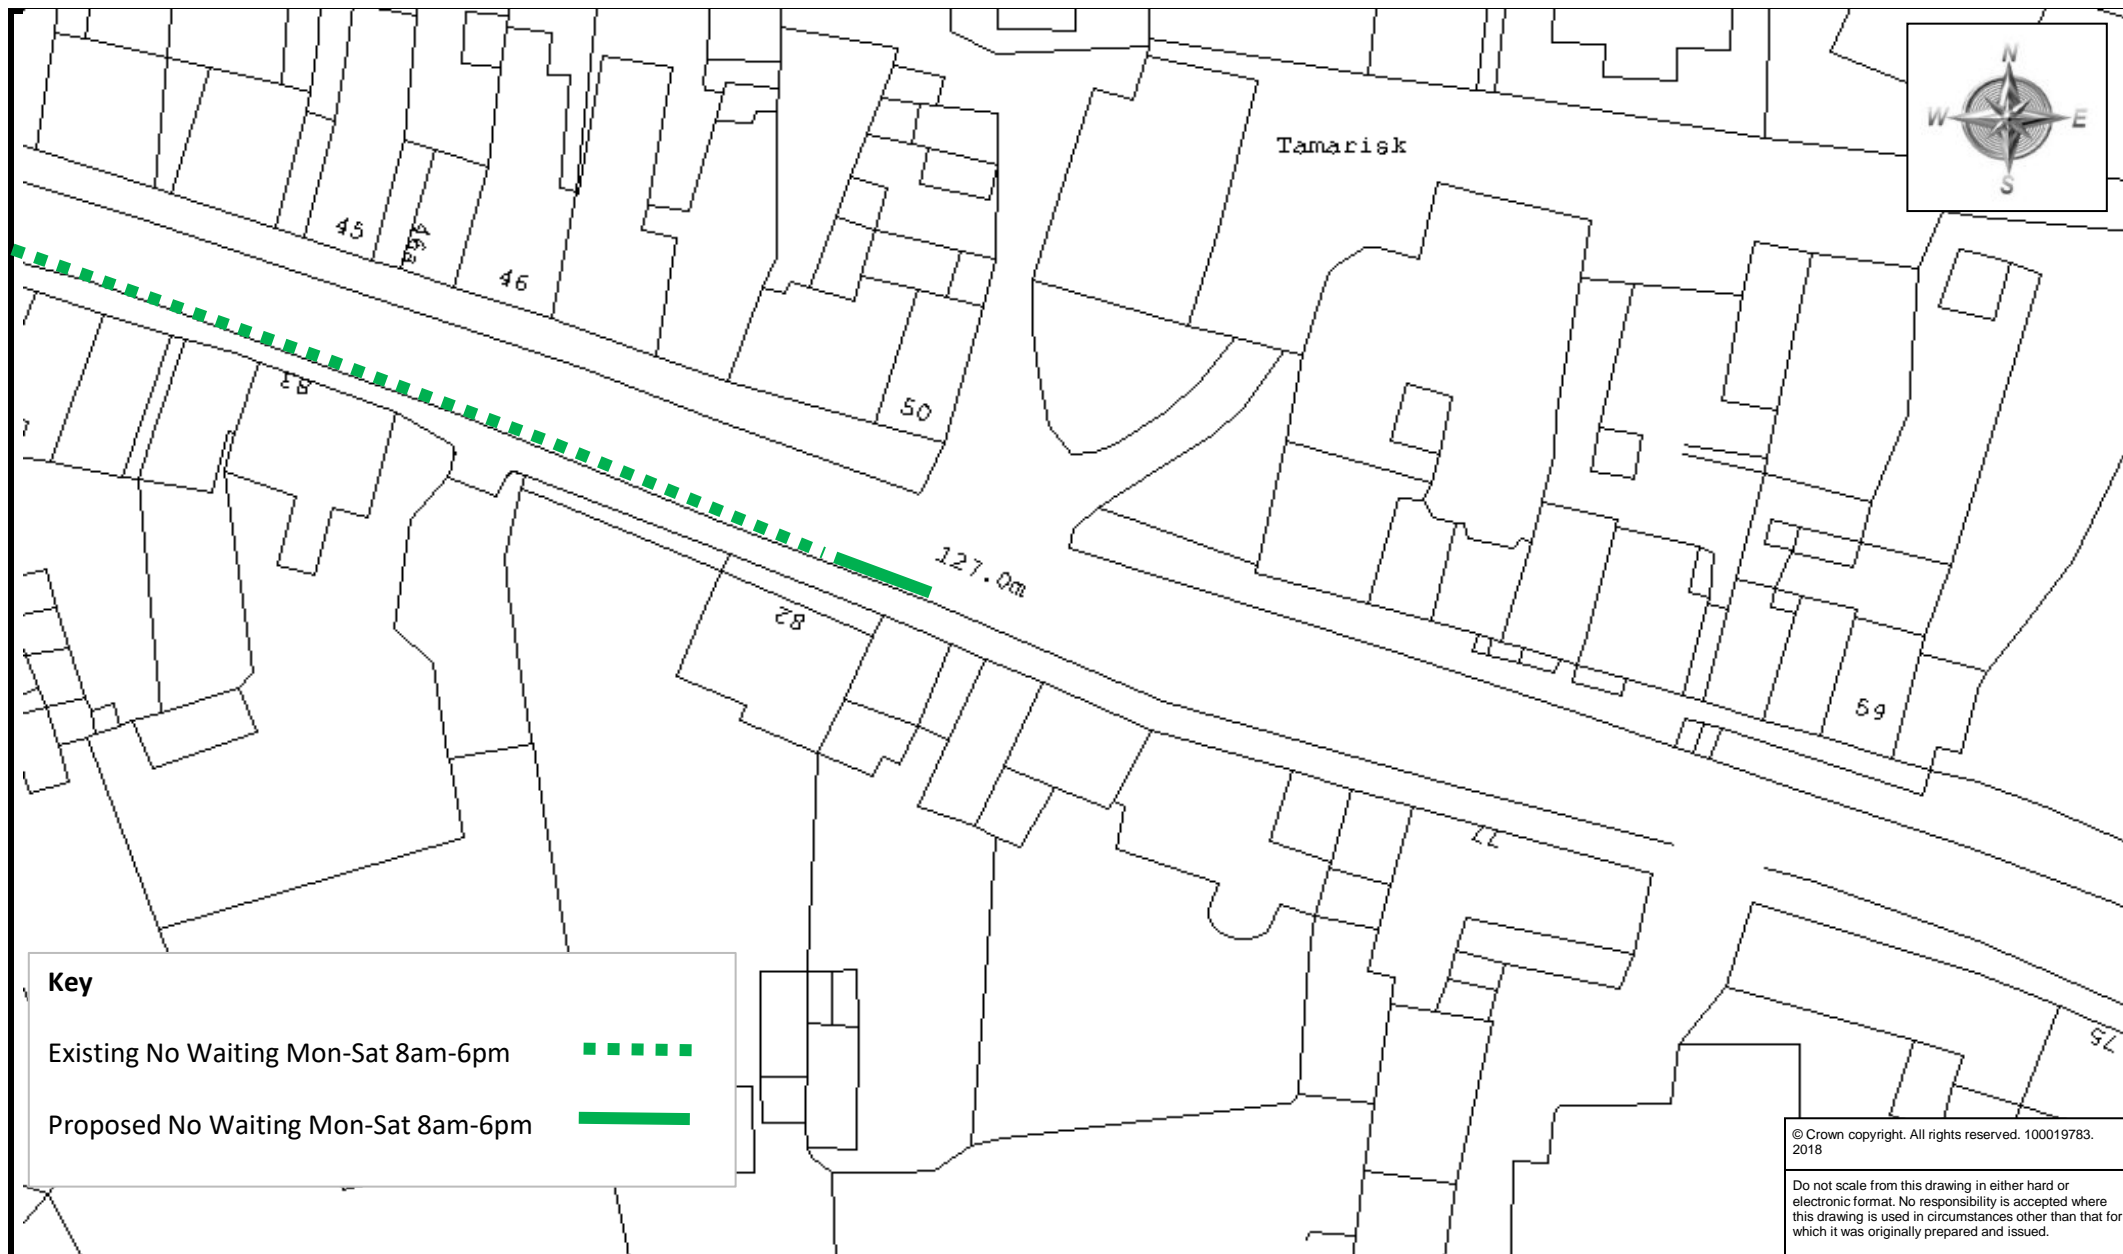 N
W E
S
Tamarisk
45
46a
46
50
83
127.0m
82
59
77
75
Key
Existing No Waiting Mon-Sat 8am-6pm
Proposed No Waiting Mon-Sat 8am-6pm
© Crown copyright. All rights reserved. 100019783.
2018
Do not scale from this drawing in either hard or
electronic format. No responsibility is accepted where
this drawing is used in circumstances other than that for
which it was originally prepared and issued.